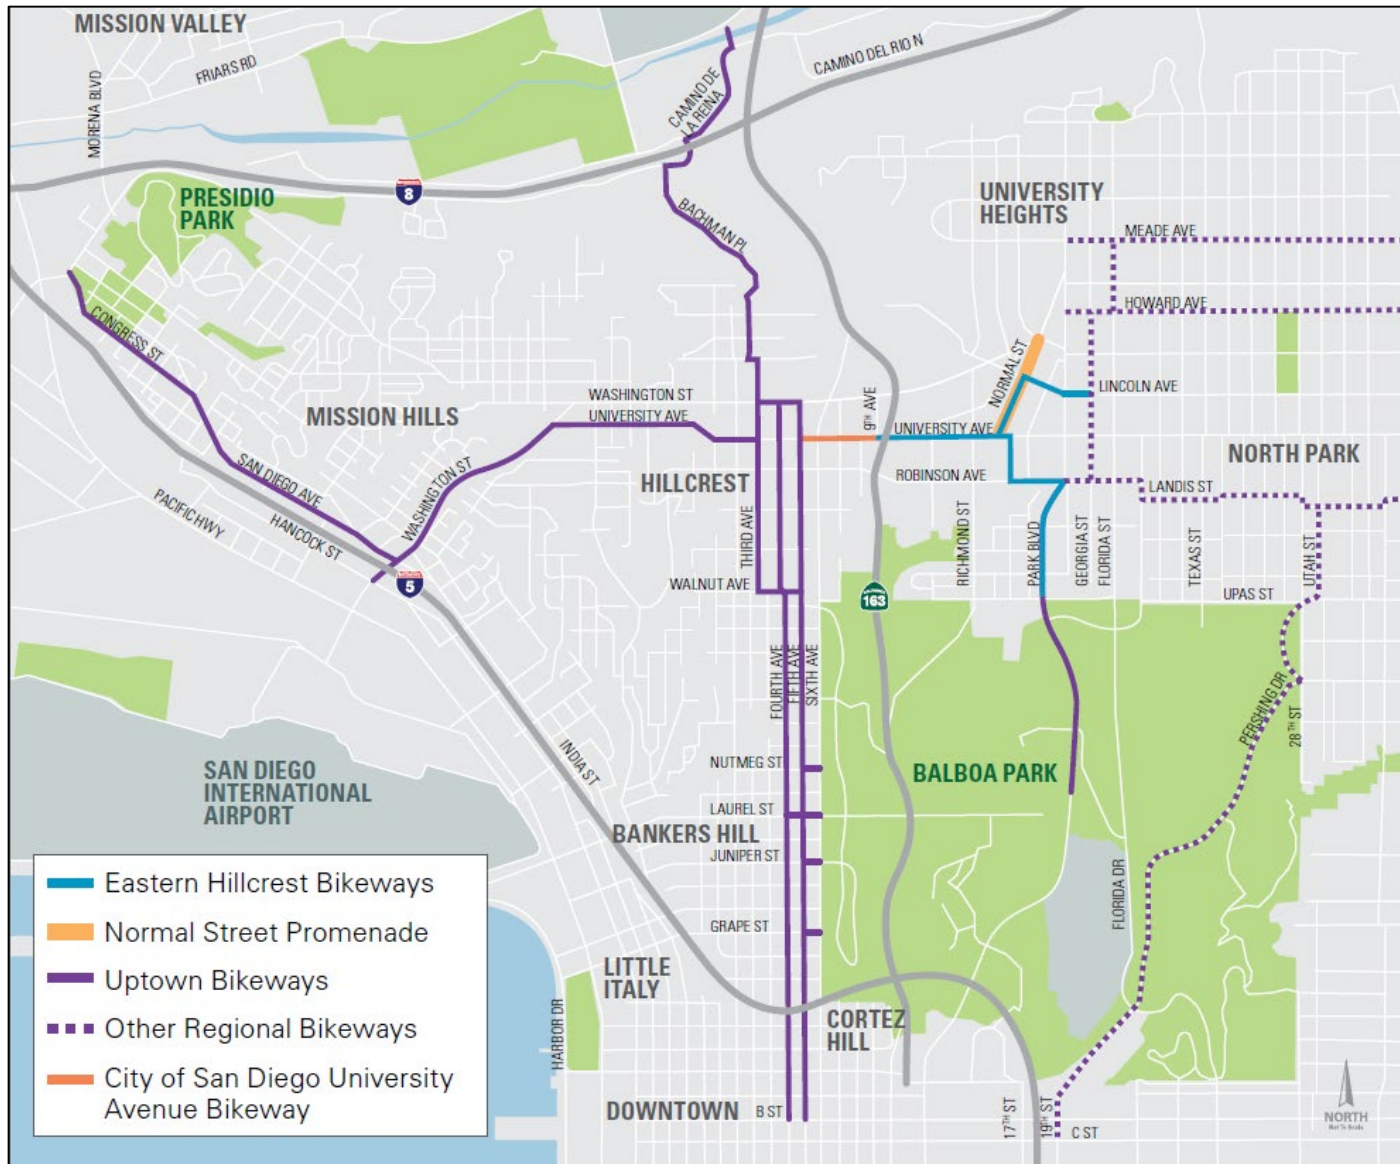 MISSION VALLEY
FRIARS RD
MORENA BLVD
CAMINO DE
LA REINA
CAMINO DEL RIO N
8
PRESIDIO
PARK
UNIVERSITY
HEIGHTS
BACHMAN PL
MEADE AVE
HOWARD AVE
CONGRESS ST
NORMAL ST
LINCOLN AVE
MISSION HILLS
WASHINGTON ST
UNIVERSITY AVE
9TH AVE
UNIVERSITY AVE
NORTH PARK
SAN DIEGO AVE
WASHINGTON ST
HILLCREST
ROBINSON AVE
LANDIS ST
PACIFIC HWY
HANCOCK ST
THIRD AVE
RICHMOND ST
PARK BLVD
GEORGIA ST
FLORIDA ST
TEXAS ST
UTAH ST
5
WALNUT AVE
163
UPAS ST
FOURTH AVE
FIFTH AVE
SIXTH AVE
PERSHING DR
28TH ST
INDIA ST
NUTMEG ST
SAN DIEGO
INTERNATIONAL
AIRPORT
BALBOA PARK
LAUREL ST
BANKERS HILL
JUNIPER ST
FLORIDA DR
GRAPE ST
LITTLE
ITALY
HARBOR DR
CORTEZ
HILL
DOWNTOWN
B ST
17TH ST
19TH ST
C ST
Eastern Hillcrest Bikeways
Normal Street Promenade
Uptown Bikeways
Other Regional Bikeways
City of San Diego University
Avenue Bikeway
NORTH
Not To Scale